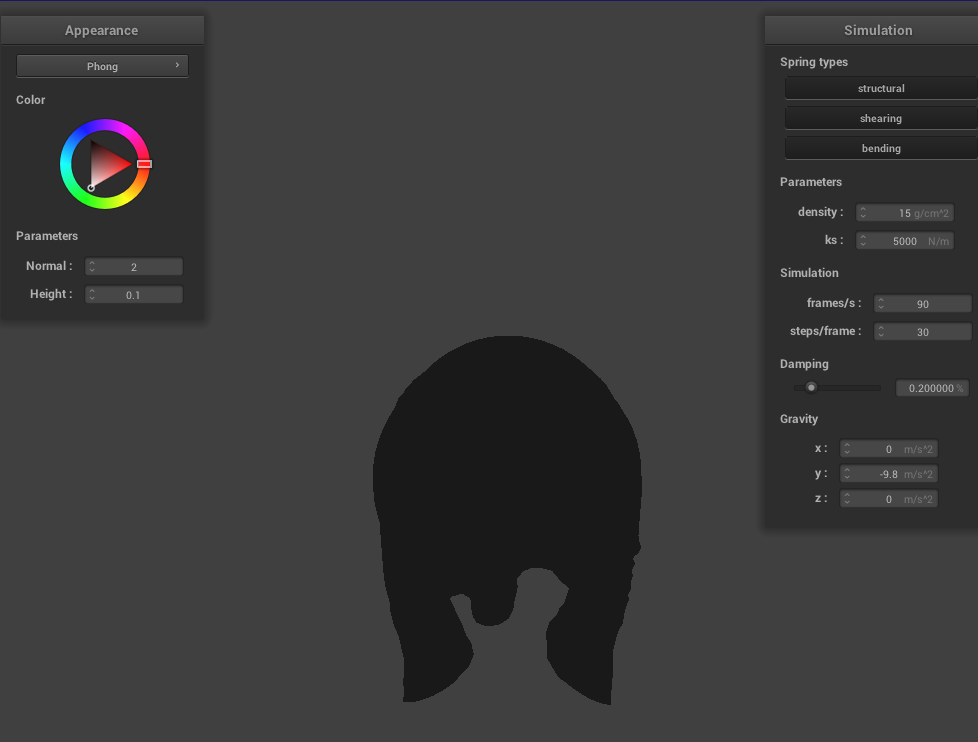 Appearance
Phong
Color
Parameters
Normal : 2
Height : 0.1
Simulation
Spring types
structural
shearing
bending
Parameters
density : 15 g/cm^2
ks : 5000 N/m
Simulation
frames/s : 90
steps/frame : 30
Damping
0.200000 %
Gravity
x : 0 m/s^2
y : -9.8 m/s^2
z : 0 m/s^2